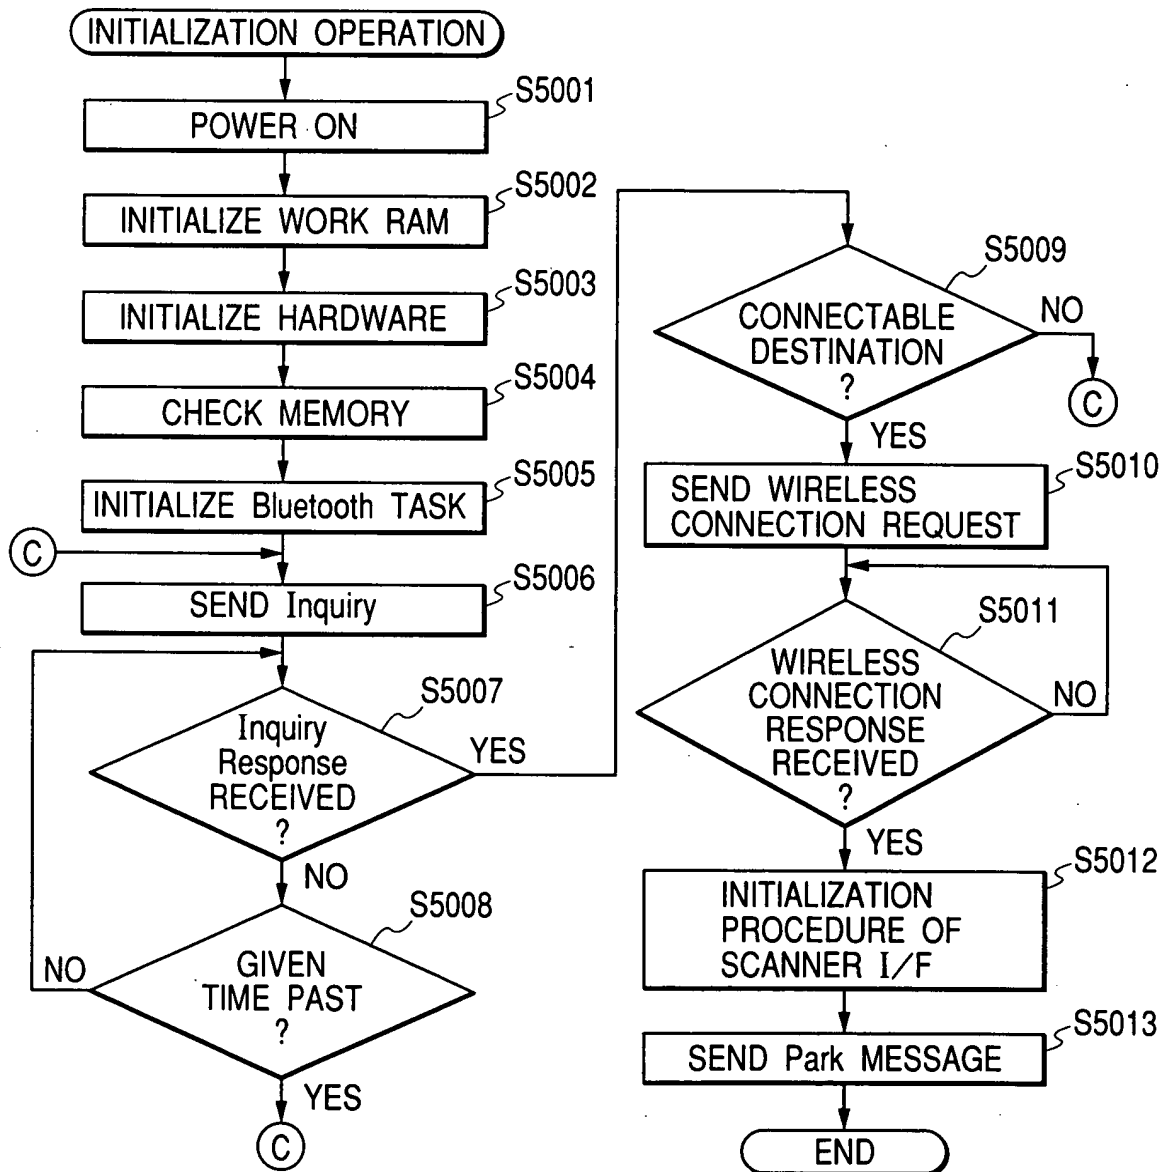 INITIALIZATION OPERATION
S5001
POWER ON
S5002
INITIALIZE WORK RAM
S5003
INITIALIZE HARDWARE
S5004
CHECK MEMORY
S5005
INITIALIZE Bluetooth TASK
C
S5006
SEND Inquiry
S5007
Inquiry
Response
RECEIVED
?
YES
NO
S5008
GIVEN
TIME PAST
?
NO
YES
C
S5009
CONNECTABLE
DESTINATION
?
NO
C
YES
S5010
SEND WIRELESS
CONNECTION REQUEST
S5011
WIRELESS
CONNECTION
RESPONSE
RECEIVED
?
NO
YES
S5012
INITIALIZATION
PROCEDURE OF
SCANNER I/F
S5013
SEND Park MESSAGE
END